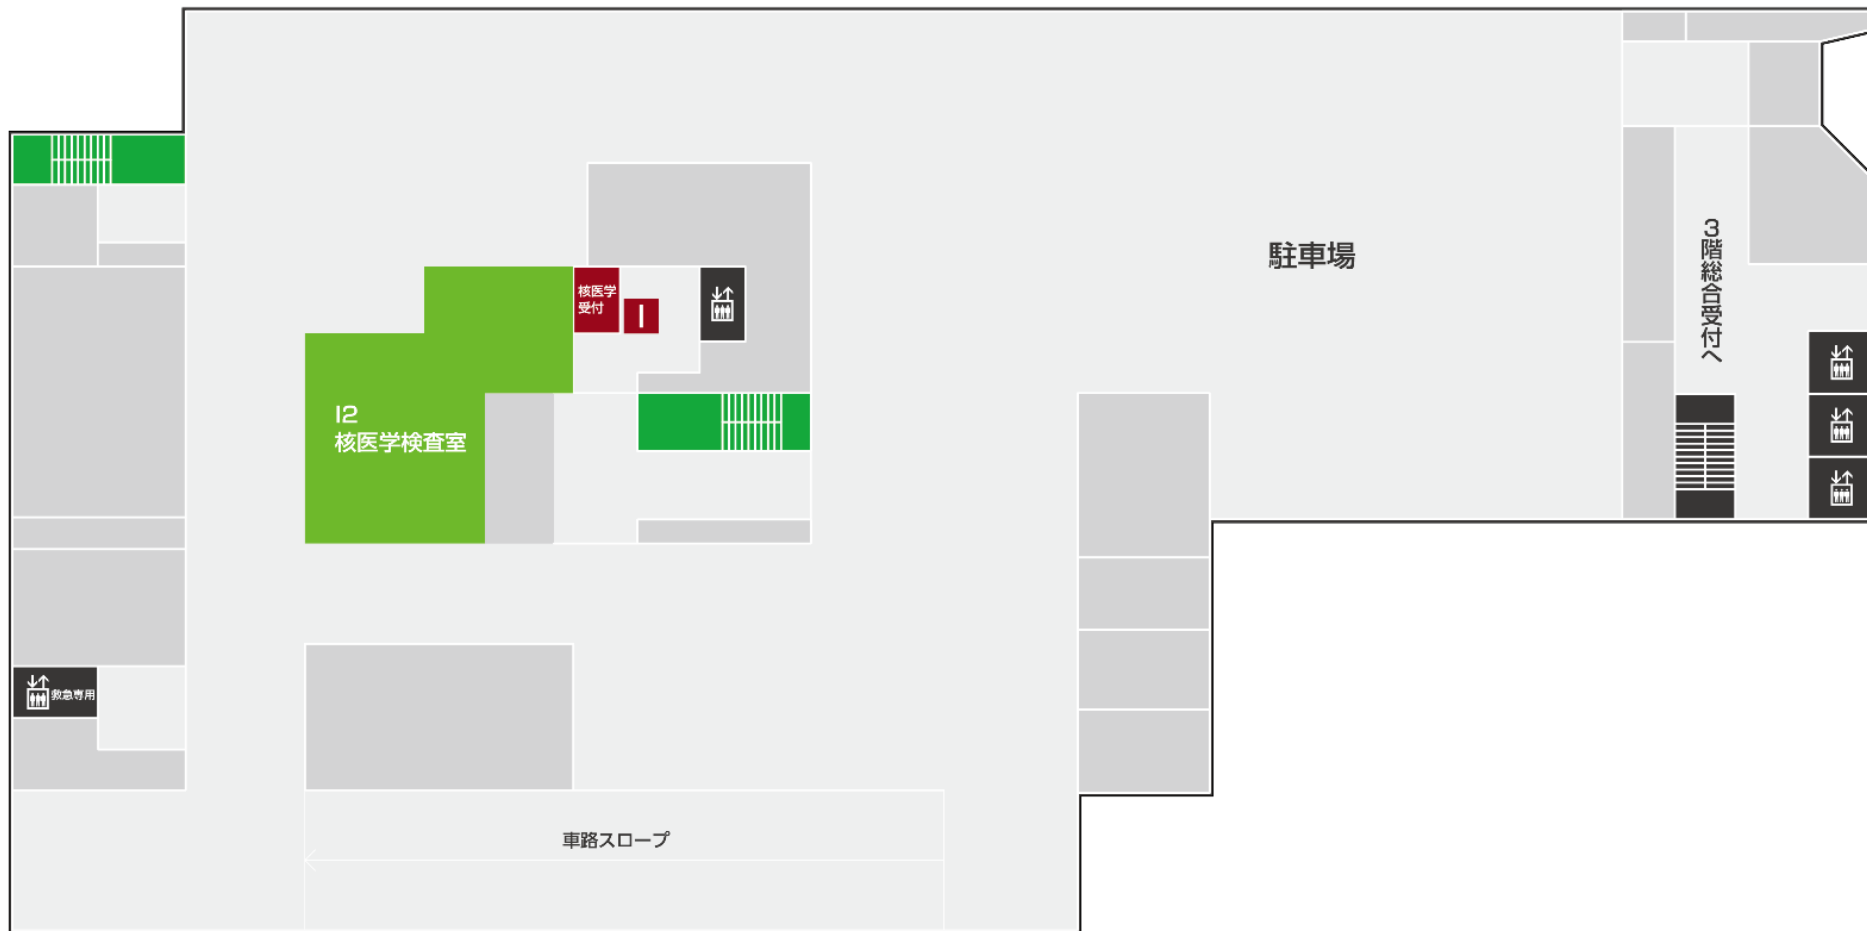 核医学
受付
I
駐車場
3階総合受付へ
I2
核医学検査室
救急専用
車路スロープ